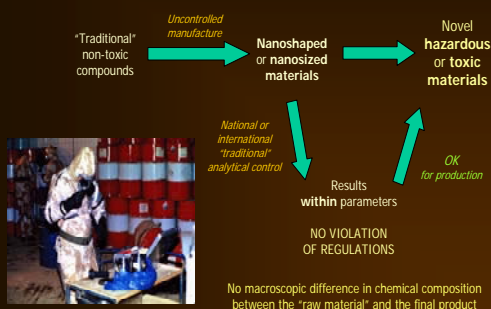 Uncontrolled
manufacture
"Traditional"
non-toxic
compounds
Nanoshaped
or nanosized
materials
Novel
hazardous
or toxic
materials
National or
international
"traditional"
analytical control
Results
within parameters
OK
for production
NO VIOLATION
OF REGULATIONS
No macroscopic difference in chemical composition
between the "raw material" and the final product